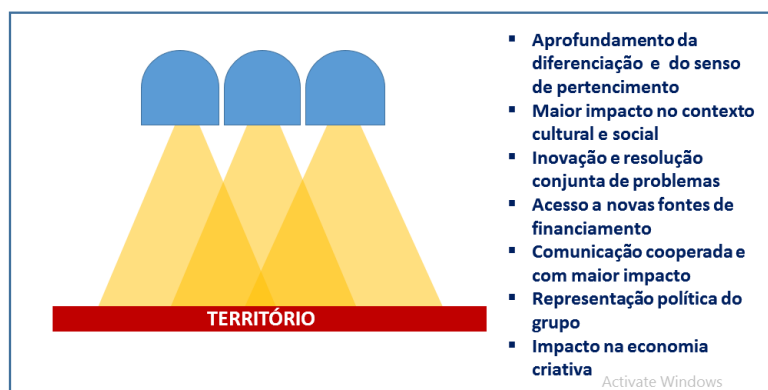 ▪ Aprofundamento da
diferenciação e do senso
de pertencimento
▪ Maior impacto no contexto
cultural e social
▪ Inovação e resolução
conjunta de problemas
▪ Acesso a novas fontes de
financiamento
▪ Comunicação cooperada e
com maior impacto
▪ Representação política do
grupo
▪ Impacto na economia
criativa
TERRITÓRIO
Activate Windows